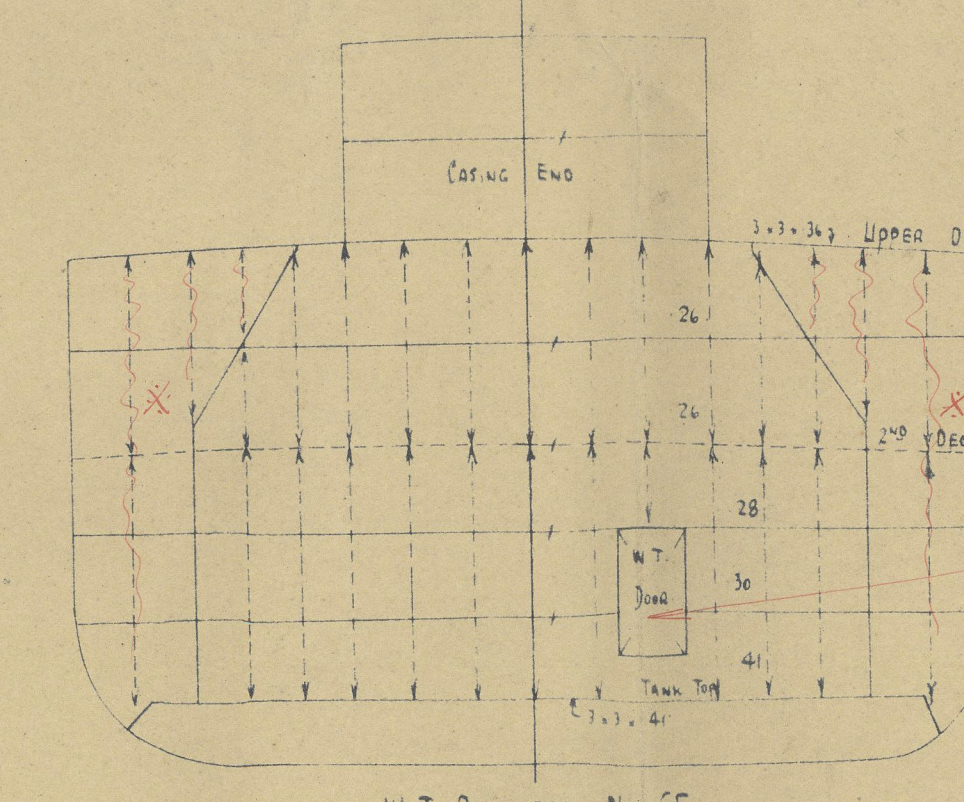 CASING END
3 × 3 × 36 UPPER D
26
26
2ND DEC
28
W T.
30
DOOR
41
TANK TOP
3 × 3 × 41